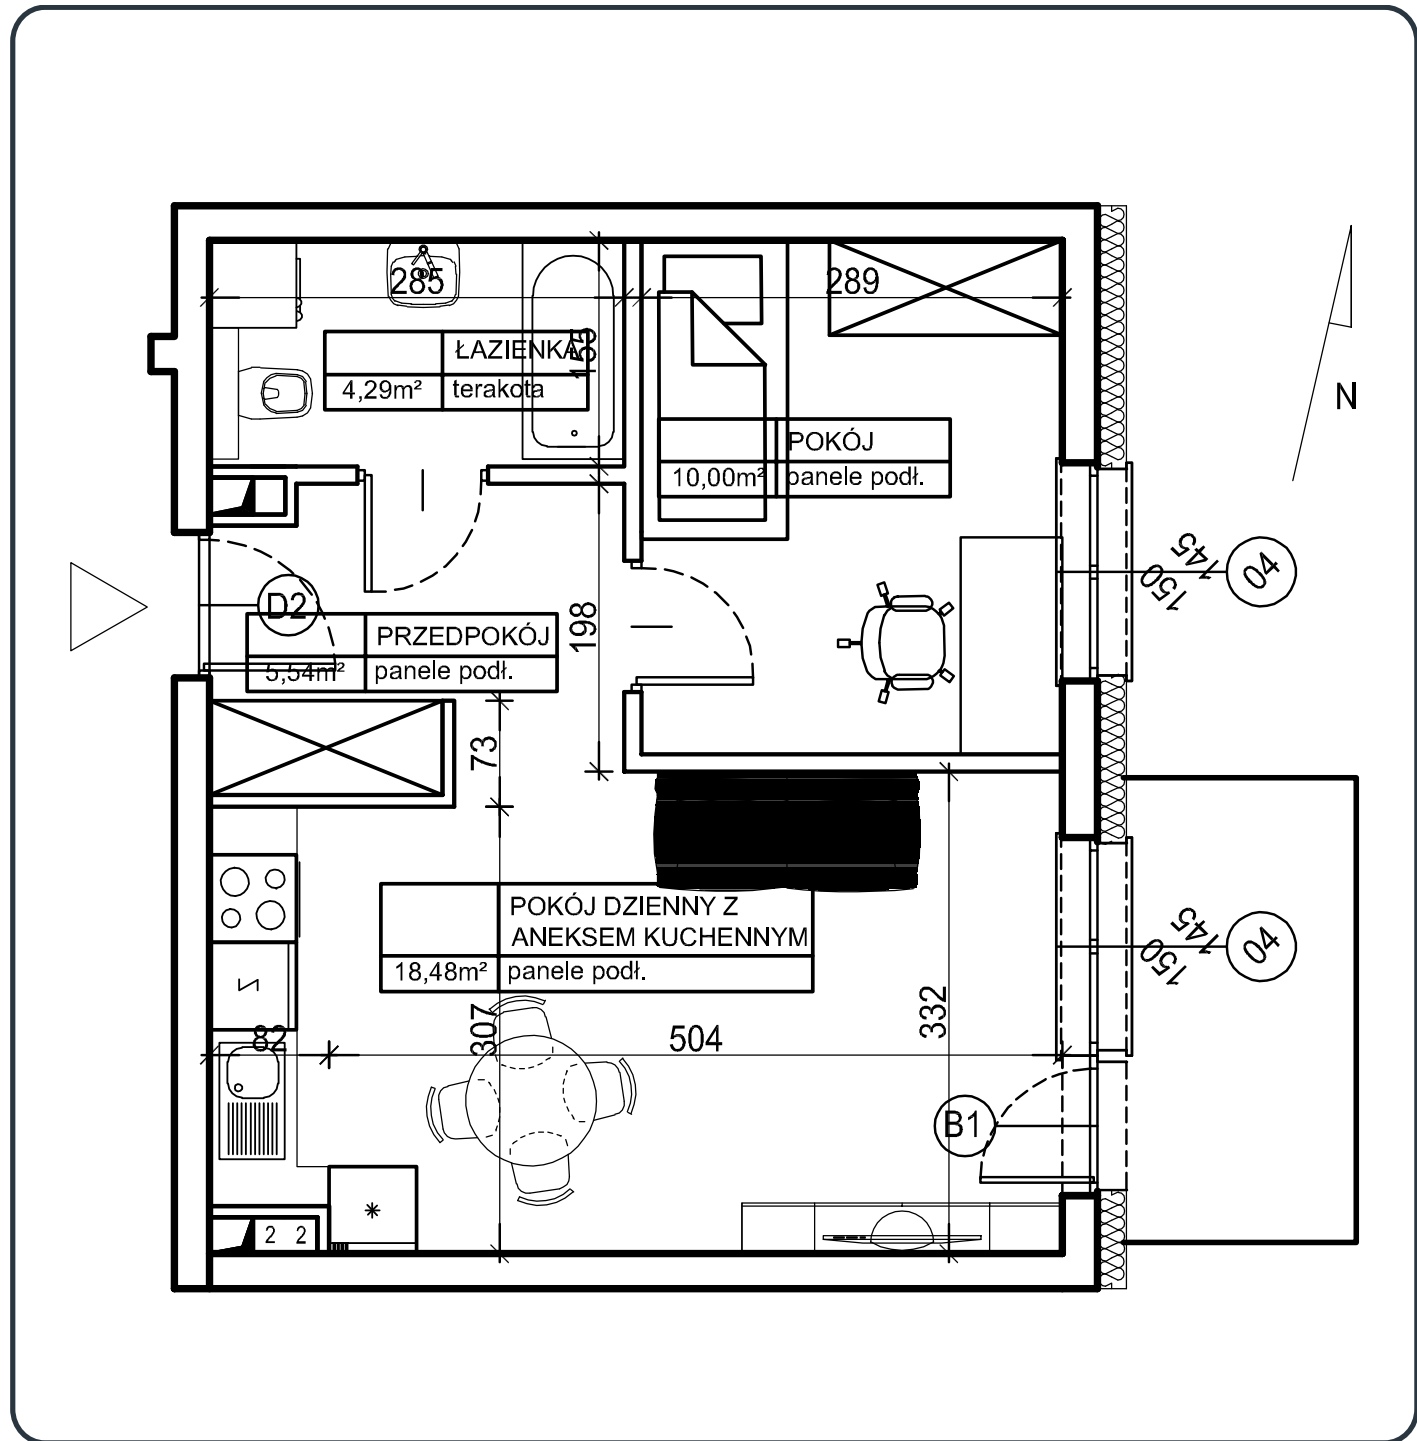 285
289
155
ŁAZIENKA
4,29m² terakota
POKÓJ
10,00m² panele podł.
N
145
150
04
D2
198
PRZEDPOKÓJ
5,54m² panele podł.
73
POKÓJ DZIENNY Z
ANEKSEM KUCHENNYM
18,48m² panele podł.
145
150
04
82
307
504
332
B1
2 2